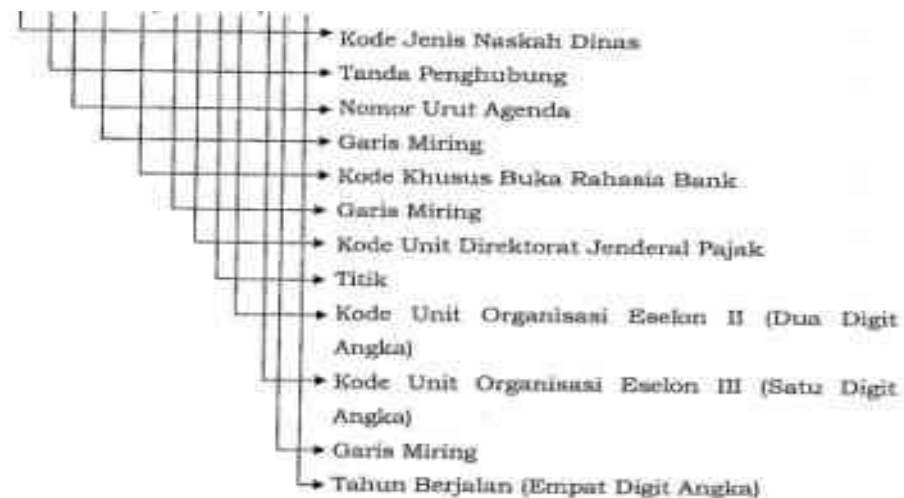 Kode Jenis Naskah Dinas
Tanda Penghubung
Nomor Urut Agenda
Garis Miring
Kode Khusus Buka Rahasia Bank
Garis Miring
Kode Unit Direktorat Jenderal Pajak
Titik
Kode Unit Organisasi Eselon II (Dua Digit
Angka)
Kode Unit Organisasi Eselon III (Satu Digit
Angka)
Garis Miring
Tahun Berjalan (Empat Digit Angka)